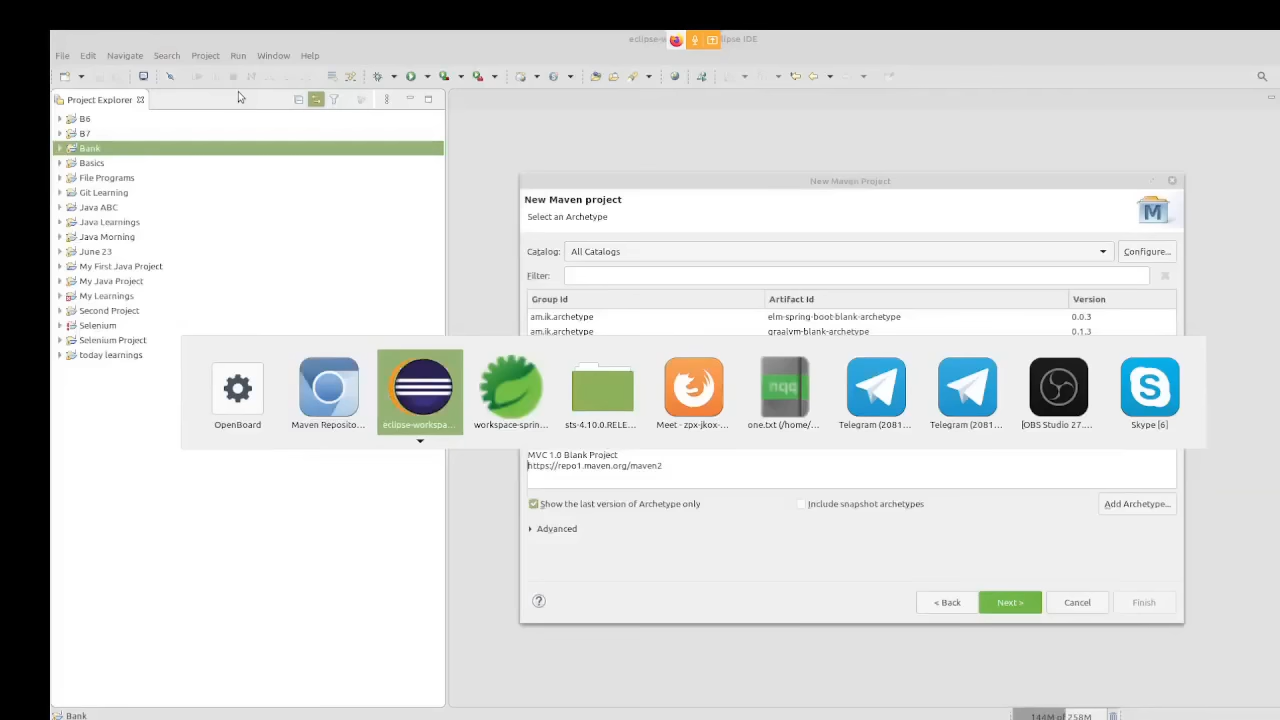 eclipse-w
lipse IDE
File Edit Navigate Search Project Run Window Help
Project Explorer
B6
B7
Bank
Basics
File Programs
Git Learning
Java ABC
Java Learnings
Java Morning
June 23
My First Java Project
My Java Project
My Learnings
Second Project
Selenium
Selenium Project
today learnings
New Maven Project
New Maven project
Select an Archetype
M
Catalog: All Catalogs Configure...
Filter:
Group Id Artifact Id Version
am.ik.archetype elm-spring-boot-blank-archetype 0.0.3
am.ik.archetype graalvm-blank-archetype 0.1.3
nqq
OpenBoard
Maven Reposito...
eclipse-workspa...
workspace-sprin...
sts-4.10.0.RELE...
Meet - zpx-jkox-...
one.txt (/home/...
Telegram (2081...
Telegram (2081...
[OBS Studio 27....
Skype [6]
MVC 1.0 Blank Project
https://repo1.maven.org/maven2
Show the last version of Archetype only Include snapshot archetypes Add Archetype...
Advanced
? < Back Next > Cancel Finish
Bank
144M of 258M